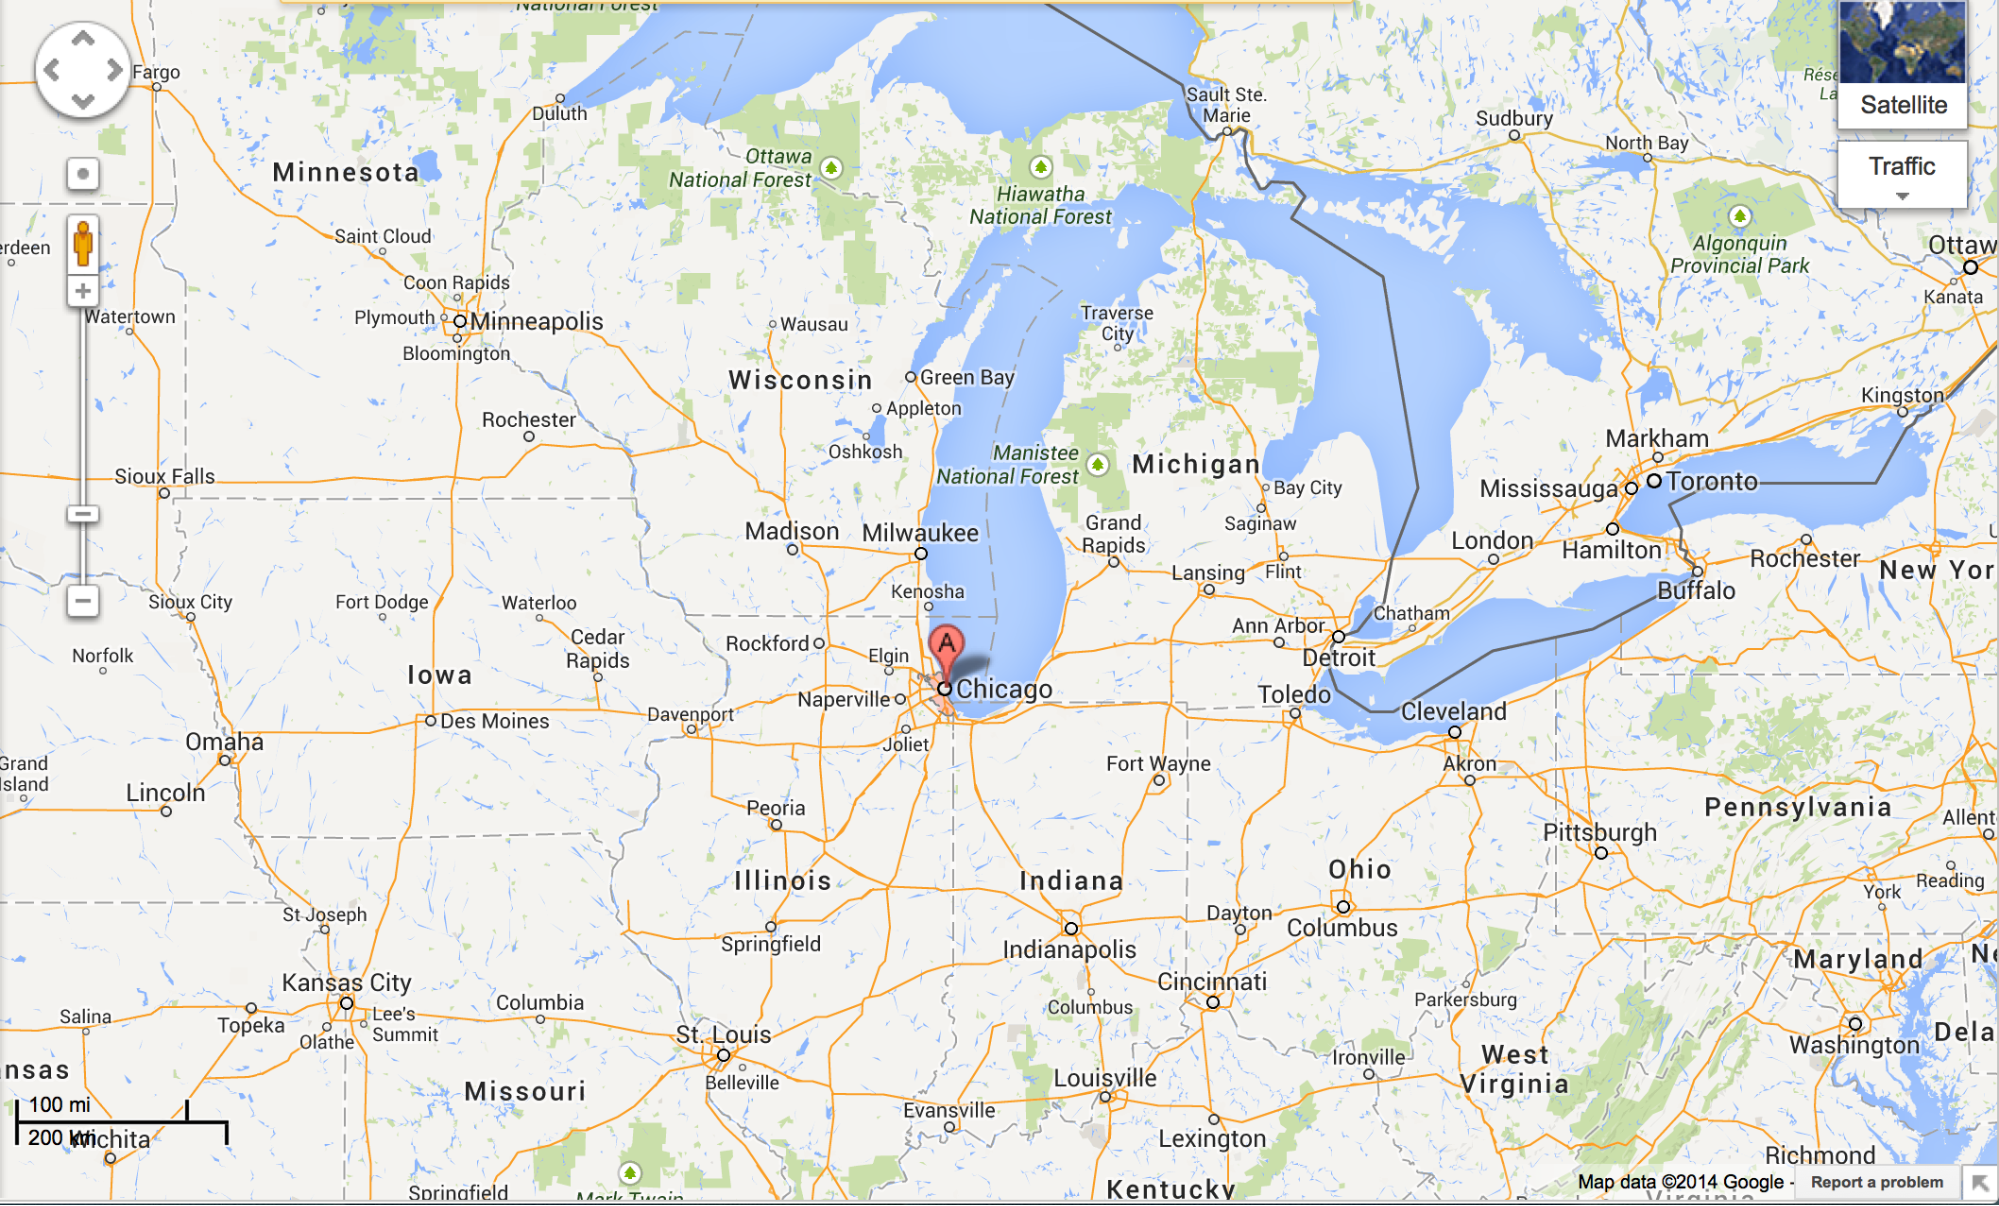 National Forest
Fargo
Duluth
Sault Ste.
Marie
Sudbury
North Bay
Satellite
Traffic
Minnesota
Ottawa
National Forest
Hiawatha
National Forest
Algonquin
Provincial Park
Ottaw
Kanata
erdeen
Saint Cloud
Coon Rapids
Plymouth
Minneapolis
Bloomington
Watertown
Wausau
Traverse
City
Wisconsin
Green Bay
Appleton
Oshkosh
Kingston
Rochester
Markham
Manistee
National Forest
Michigan
Sioux Falls
Bay City
Mississauga
Toronto
Saginaw
Grand
Rapids
Madison
Milwaukee
London
Hamilton
Rochester
New Yor
Lansing
Flint
Buffalo
Kenosha
Sioux City
Fort Dodge
Waterloo
Chatham
Ann Arbor
Detroit
Cedar
Rapids
Rockford
Elgin
A
Norfolk
Iowa
Chicago
Naperville
Toledo
Cleveland
Des Moines
Davenport
Joliet
Omaha
Grand
Island
Fort Wayne
Akron
Lincoln
Peoria
Pennsylvania
Allent
Pittsburgh
Illinois
Indiana
Ohio
York
Reading
St Joseph
Springfield
Dayton
Columbus
Indianapolis
Maryland
Ne
Kansas City
Cincinnati
Columbia
Columbus
Parkersburg
Salina
Topeka
Olathe
Lee's
Summit
St. Louis
Washington
Dela
Belleville
Ironville
West
Virginia
nsas
Missouri
Louisville
100 mi
200 km
Wichita
Evansville
Lexington
Richmond
Springfield
Mark Twain
Kentucky
Virginia
Map data ©2014 Google -
Report a problem